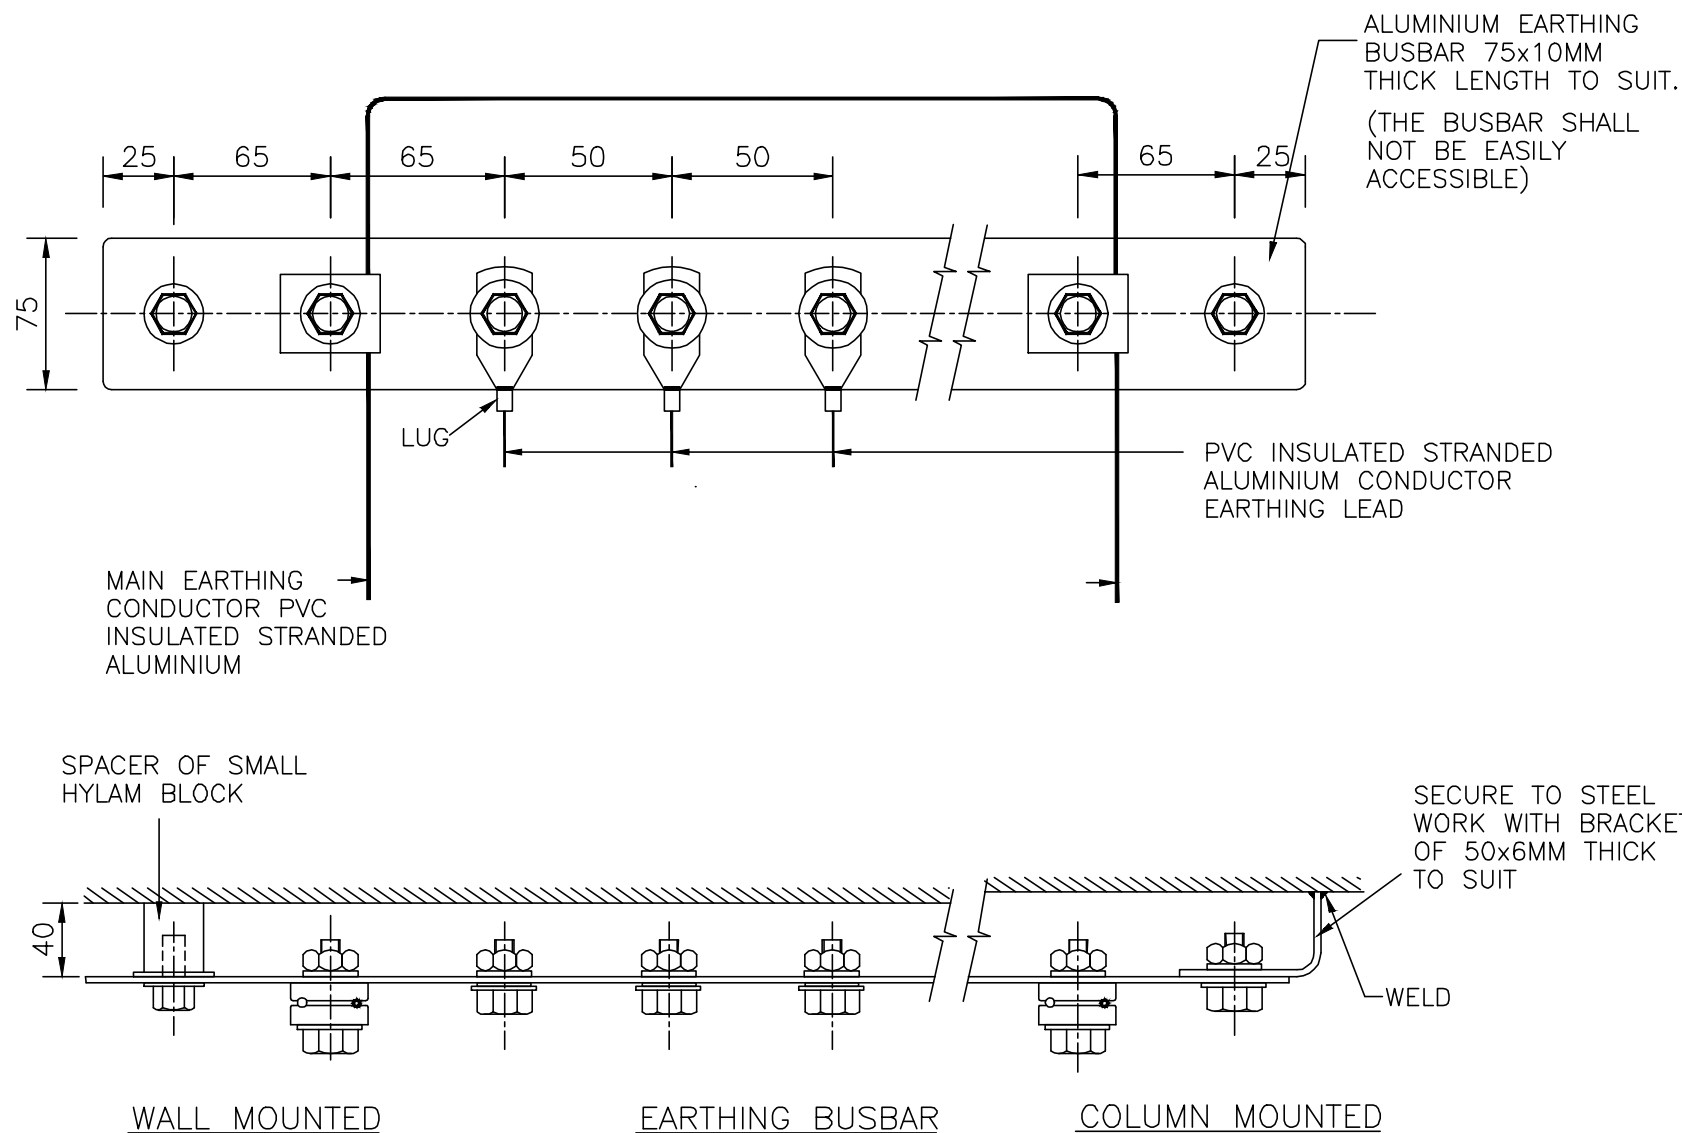 ALUMINIUM EARTHING
BUSBAR 75x10MM
THICK LENGTH TO SUIT.
(THE BUSBAR SHALL
NOT BE EASILY
ACCESSIBLE)
25 65 65 50 50 65 25
75
LUG
PVC INSULATED STRANDED
ALUMINIUM CONDUCTOR
EARTHING LEAD
MAIN EARTHING
CONDUCTOR PVC
INSULATED STRANDED
ALUMINIUM
SPACER OF SMALL
HYLAM BLOCK
SECURE TO STEEL
WORK WITH BRACKET
OF 50x6MM THICK
TO SUIT
40
WELD
WALL MOUNTED
EARTHING BUSBAR
COLUMN MOUNTED